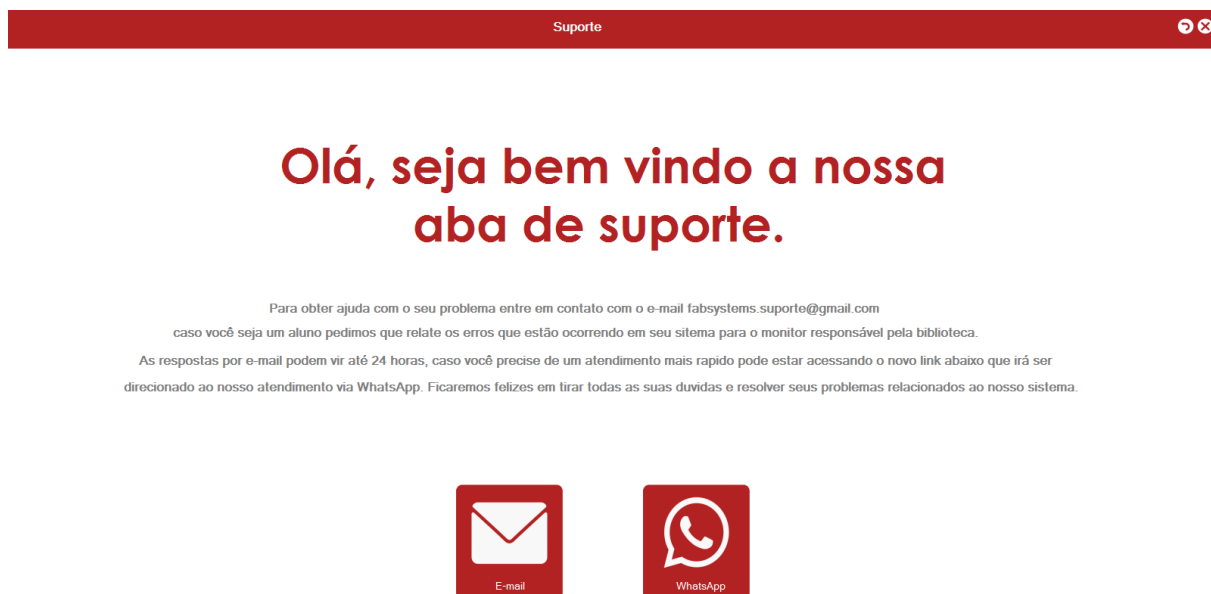 Suporte
Olá, seja bem vindo a nossa
aba de suporte.
Para obter ajuda com o seu problema entre em contato com o e-mail fabsystems.suporte@gmail.com
caso você seja um aluno pedimos que relate os erros que estão ocorrendo em seu sitema para o monitor responsável pela biblioteca.
As respostas por e-mail podem vir até 24 horas, caso você precise de um atendimento mais rapido pode estar acessando o novo link abaixo que irá ser
direcionado ao nosso atendimento via WhatsApp. Ficaremos felizes em tirar todas as suas duvidas e resolver seus problemas relacionados ao nosso sistema.
E-mail
WhatsApp